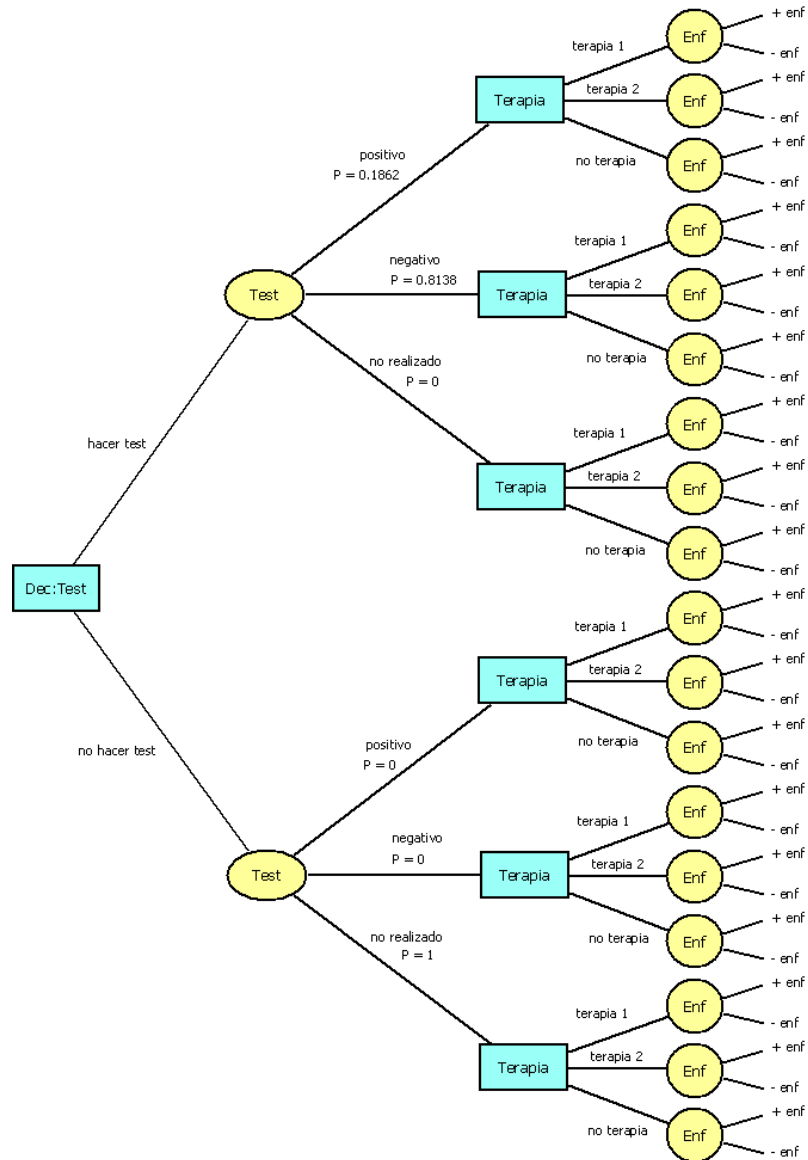 + enf
Enf
terapia 1
- enf
+ enf
terapia 2
Terapia
Enf
- enf
+ enf
positivo
no terapia
Enf
P = 0.1862
- enf
+ enf
Enf
terapia 1
- enf
negativo
+ enf
P = 0.8138
terapia 2
Test
Terapia
Enf
- enf
+ enf
no terapia
Enf
no realizado
- enf
P = 0
+ enf
Enf
terapia 1
- enf
hacer test
+ enf
terapia 2
Terapia
Enf
- enf
+ enf
no terapia
Enf
- enf
Dec:Test
+ enf
Enf
terapia 1
- enf
+ enf
terapia 2
Terapia
Enf
- enf
+ enf
no terapia
positivo
Enf
no hacer test
P = 0
- enf
+ enf
Enf
terapia 1
- enf
negativo
+ enf
P = 0
terapia 2
Test
Terapia
Enf
- enf
+ enf
no realizado
no terapia
Enf
P = 1
- enf
+ enf
Enf
terapia 1
- enf
+ enf
terapia 2
Terapia
Enf
- enf
+ enf
no terapia
Enf
- enf